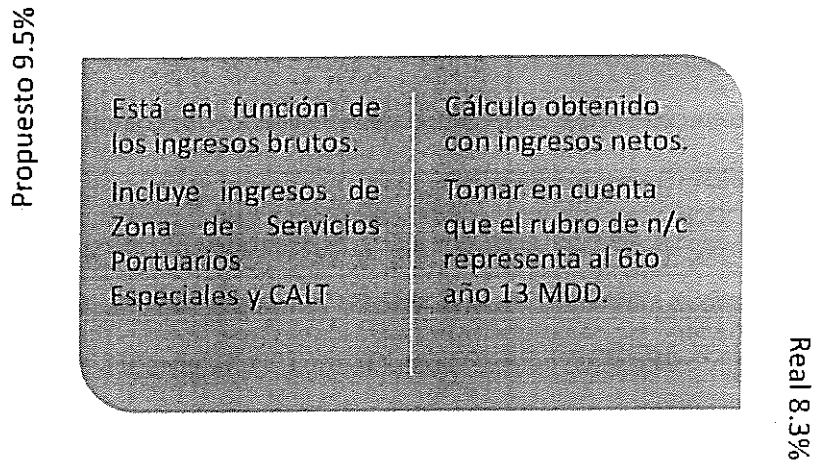 Propuesto 9.5%
Está en función de
los ingresos brutos.
Incluye ingresos de
Zona de Servicios
Portuarios
Especiales y CALT
Cálculo obtenido
con ingresos netos.
Tomar en cuenta
que el rubro de n/c
representa al 6to
año 13 MDD.
Real 8.3%